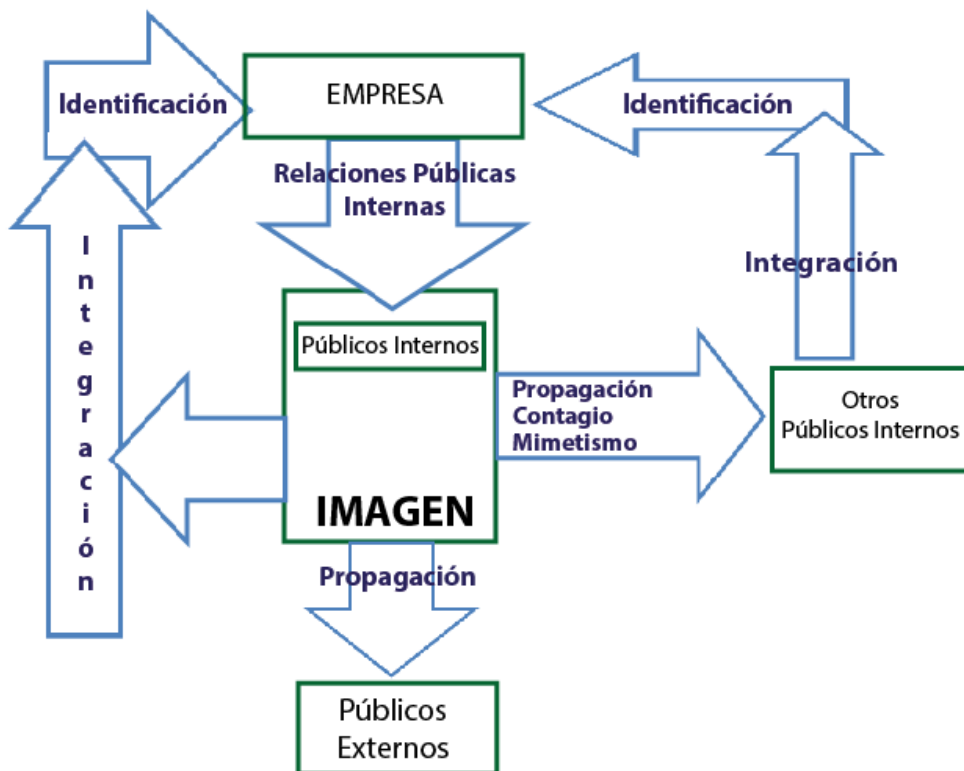 Identificación
EMPRESA
Identificación
Relaciones Públicas
Internas
Integración
Integración
Públicos Internos
Propagación
Contagio
Mimetismo
Otros
Públicos Internos
IMAGEN
Propagación
Públicos
Externos